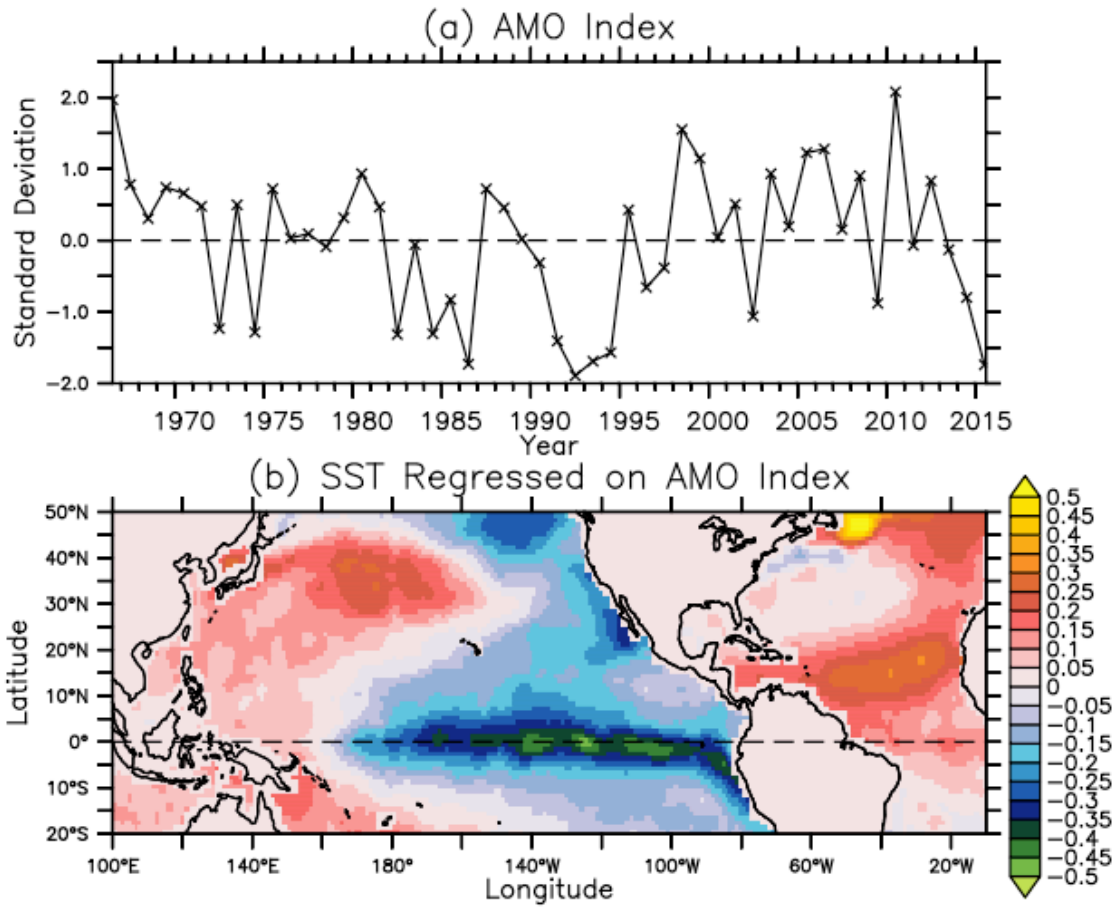 (a) AMO Index
Standard Deviation
2.0
1.0
0.0
−1.0
−2.0
1970 1975 1980 1985 1990 1995 2000 2005 2010 2015
Year
(b) SST Regressed on AMO Index
Latitude
50°N
40°N
30°N
20°N
10°N
0°
10°S
20°S
100°E 140°E 180° 140°W 100°W 60°W 20°W
Longitude
0.5
0.45
0.4
0.35
0.3
0.25
0.2
0.15
0.1
0.05
0
−0.05
−0.1
−0.15
−0.2
−0.25
−0.3
−0.35
−0.4
−0.45
−0.5